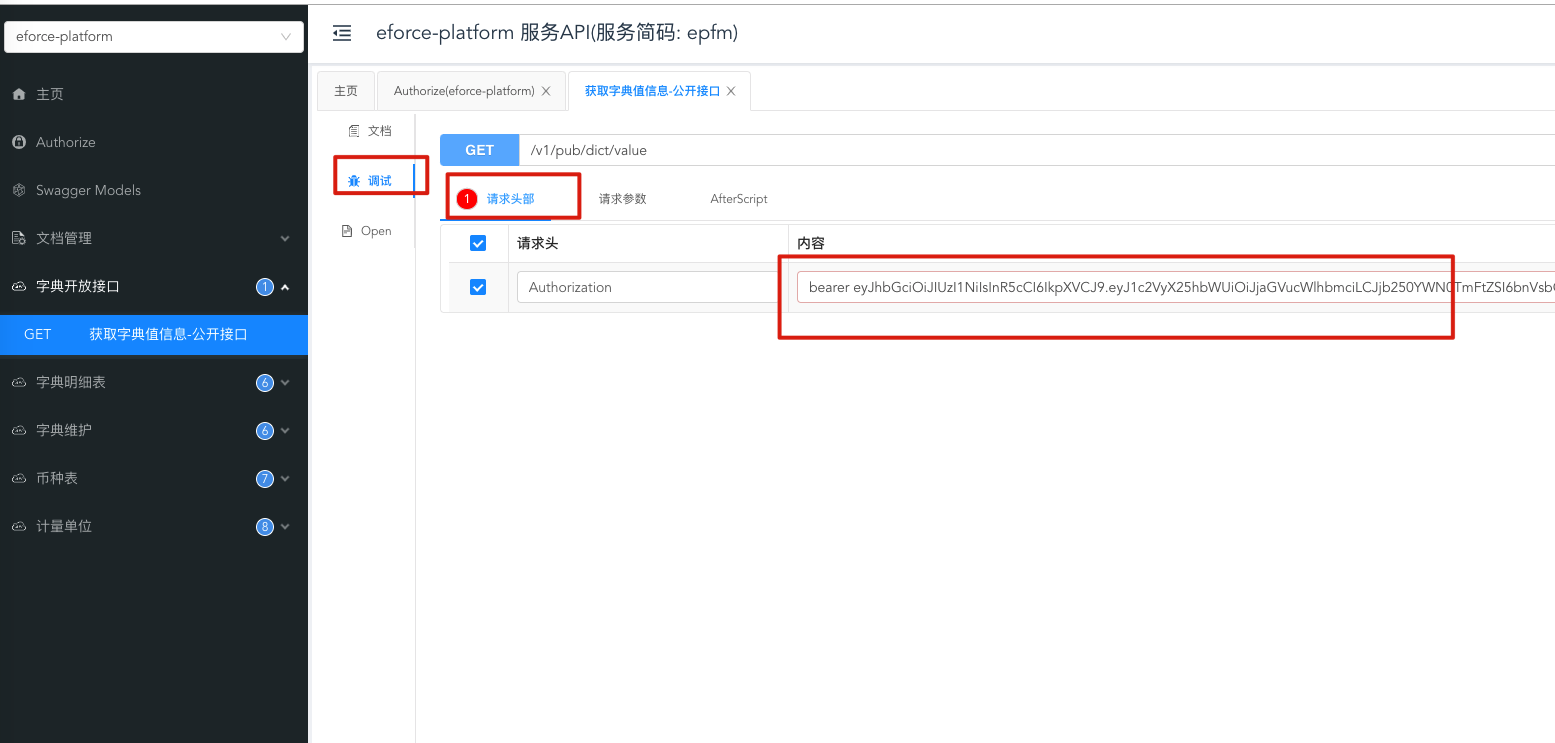 eforce-platform
主页
Authorize
Swagger Models
文档管理
字典开放接口 1
GET 获取字典值信息-公开接口
字典明细表 6
字典维护 6
币种表 7
计量单位 8
eforce-platform 服务API(服务简码: epfm)
主页 Authorize(eforce-platform) 获取字典值信息-公开接口
文档
调试
Open
GET /v1/pub/dict/value
1 请求头部 请求参数 AfterScript
请求头 内容
Authorization bearer eyJhbGciOiJIUzI1NiIsInR5cCI6IkpXVCJ9.eyJ1c2VyX25hbWUiOiJjaGVucWlhbmciLCJjb250YWN0TmFtZSI6bnVsb